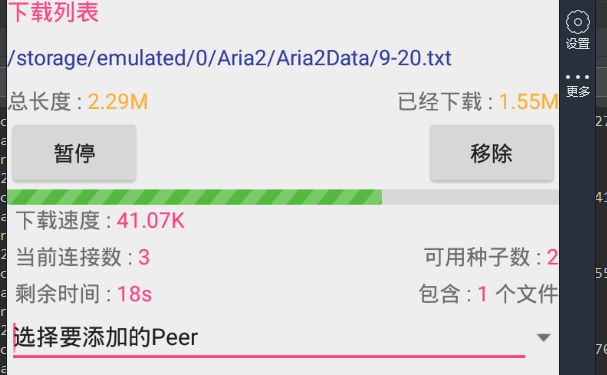 下载列表
/storage/emulated/0/Aria2/Aria2Data/9-20.txt
总长度 : 2.29M
已经下载 : 1.55M
暂停
移除
下载速度 : 41.07K
当前连接数 : 3
可用种子数 : 2
剩余时间 : 18s
包含 : 1 个文件
选择要添加的Peer
设置
更多